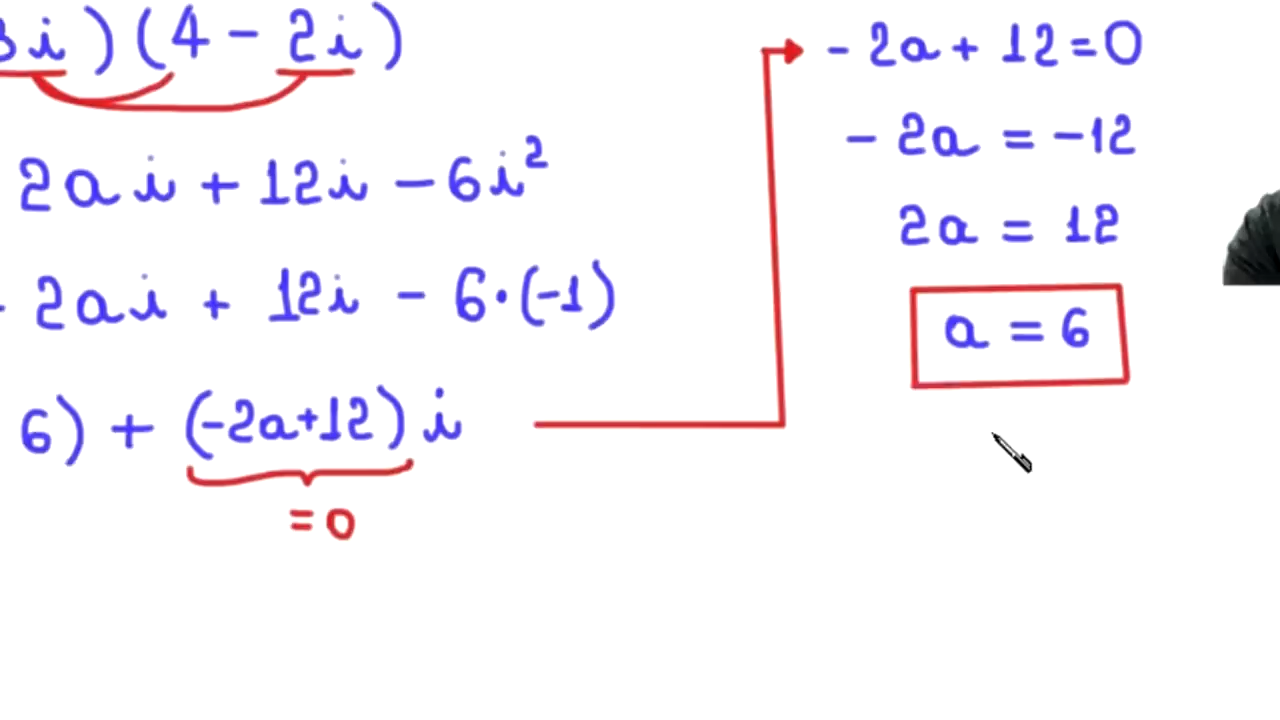 3i)(4 - 2i)
2ai + 12i - 6i²
- 2ai + 12i - 6·(-1)
6) + (-2a+12)i
=0
-2a + 12 = 0
-2a = -12
2a = 12
a = 6